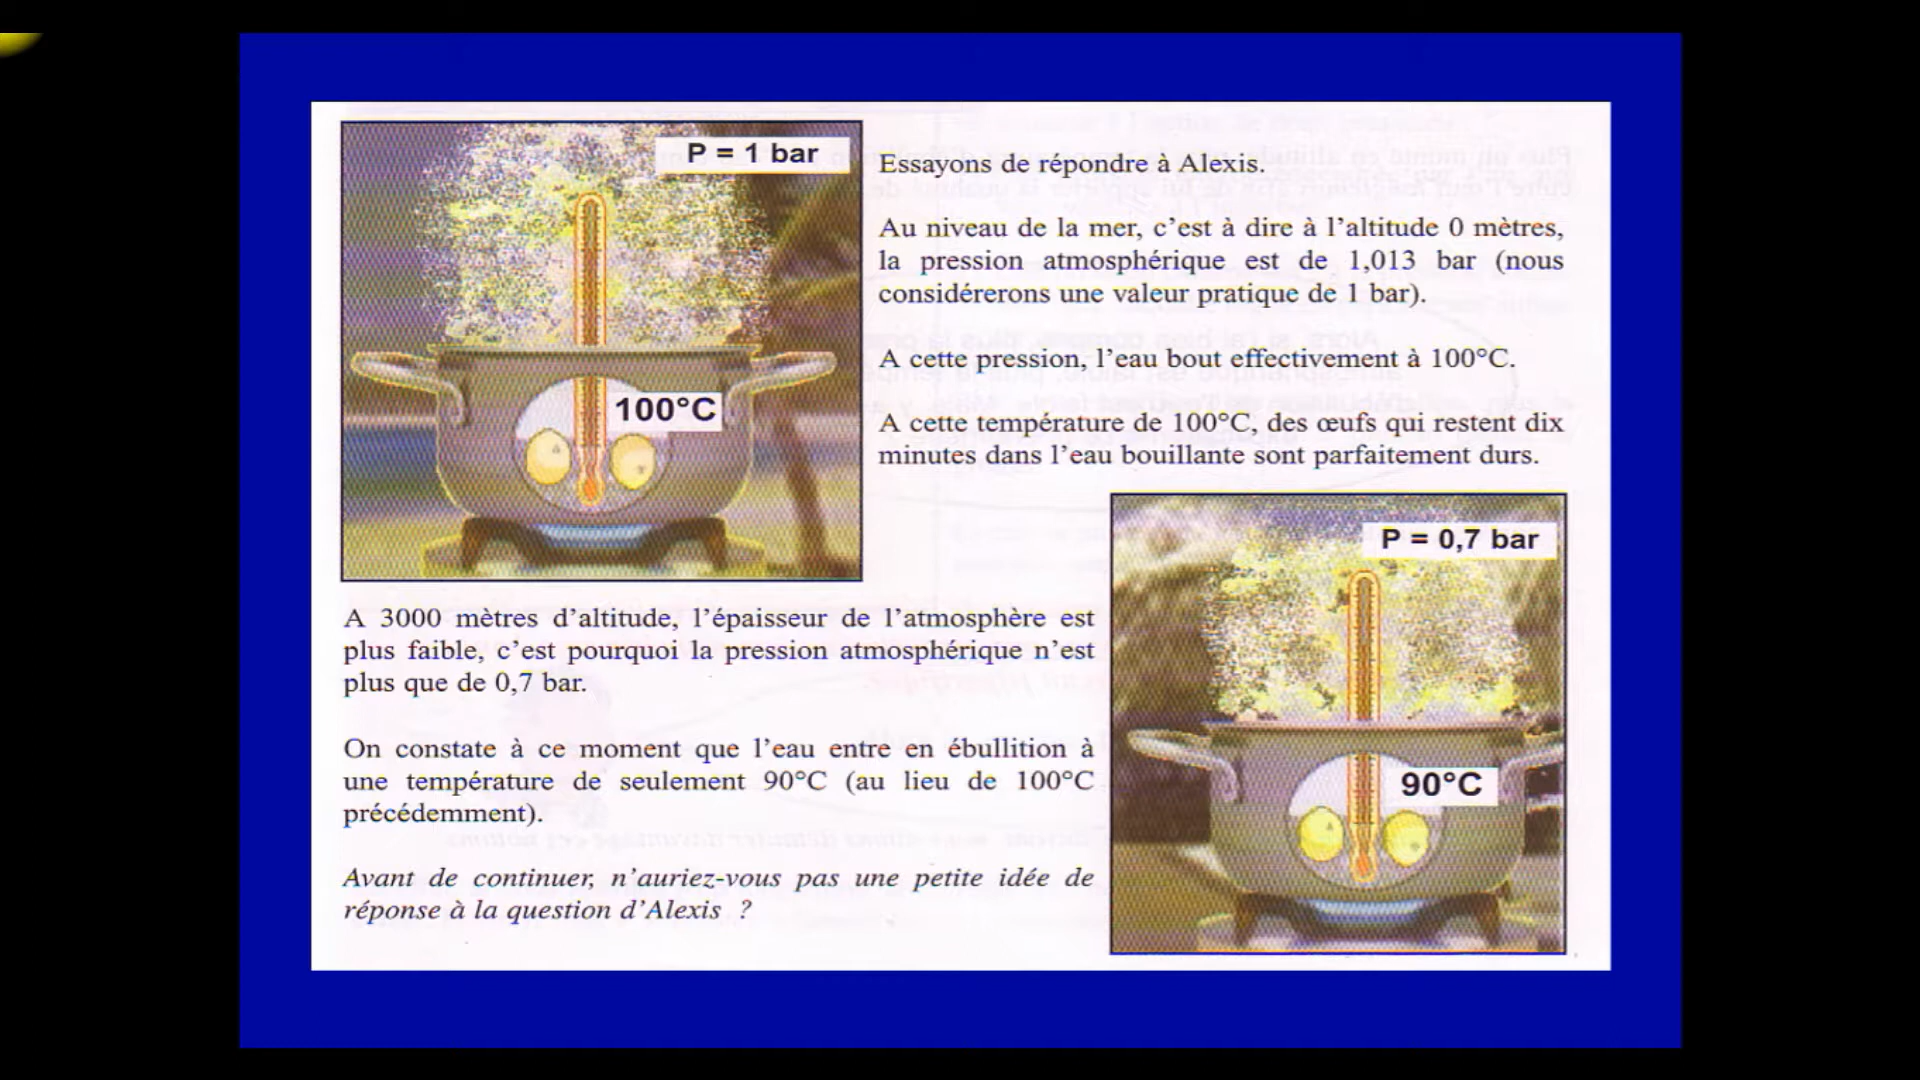 P = 1 bar
100°C
Essayons de répondre à Alexis.
Au niveau de la mer, c’est à dire à l’altitude 0 mètres,
la pression atmosphérique est de 1,013 bar (nous
considérerons une valeur pratique de 1 bar).
A cette pression, l’eau bout effectivement à 100°C.
A cette température de 100°C, des œufs qui restent dix
minutes dans l’eau bouillante sont parfaitement durs.
A 3000 mètres d’altitude, l’épaisseur de l’atmosphère est
plus faible, c’est pourquoi la pression atmosphérique n’est
plus que de 0,7 bar.
On constate à ce moment que l’eau entre en ébullition à
une température de seulement 90°C (au lieu de 100°C
précédemment).
Avant de continuer, n’auriez-vous pas une petite idée de
réponse à la question d’Alexis ?
P = 0,7 bar
90°C